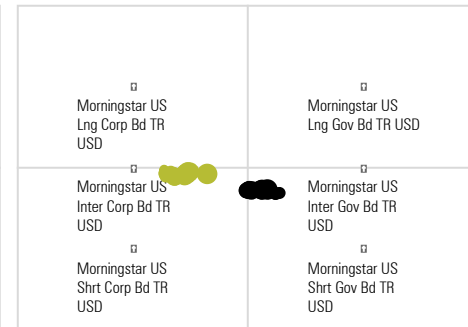 Morningstar US
Lng Corp Bd TR
USD
Morningstar US
Lng Gov Bd TR USD
Morningstar US
Inter Corp Bd TR
USD
Morningstar US
Inter Gov Bd TR
USD
Morningstar US
Shrt Corp Bd TR
USD
Morningstar US
Shrt Gov Bd TR
USD